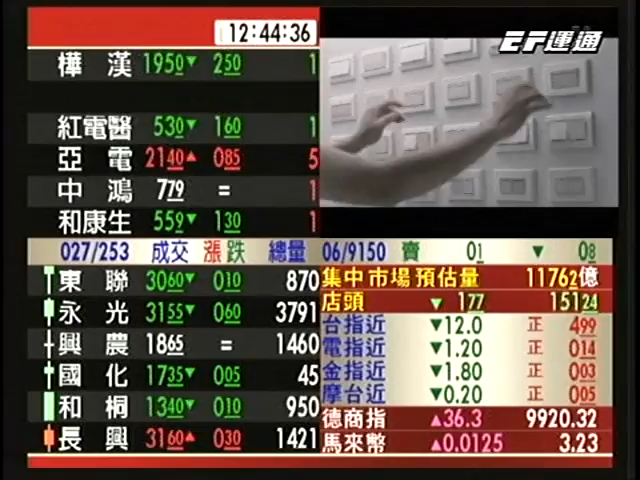 12:44:36
EF運通
樺漢 1950▼ 250 1
紅電醫 530▼ 160 1
亞電 2140▲ 085 5
中鴻 779 = 1
和康生 559▼ 130 1
027/253 成交 漲跌 總量
06/9150 賣 01 ▼ 08
東聯 3060▼ 010 870
永光 3155▼ 060 3791
興農 1865 = 1460
國化 1735▼ 005 45
和桐 1340▼ 010 950
長興 3160▲ 030 1421
集中市場預估量 11762億
店頭 ▼ 177 15124
台指近 ▼12.0 正 499
電指近 ▼1.20 正 014
金指近 ▼1.80 正 003
摩台近 ▼0.20 正 005
德商指 ▲36.3 9920.32
馬來幣 ▲0.0125 3.23